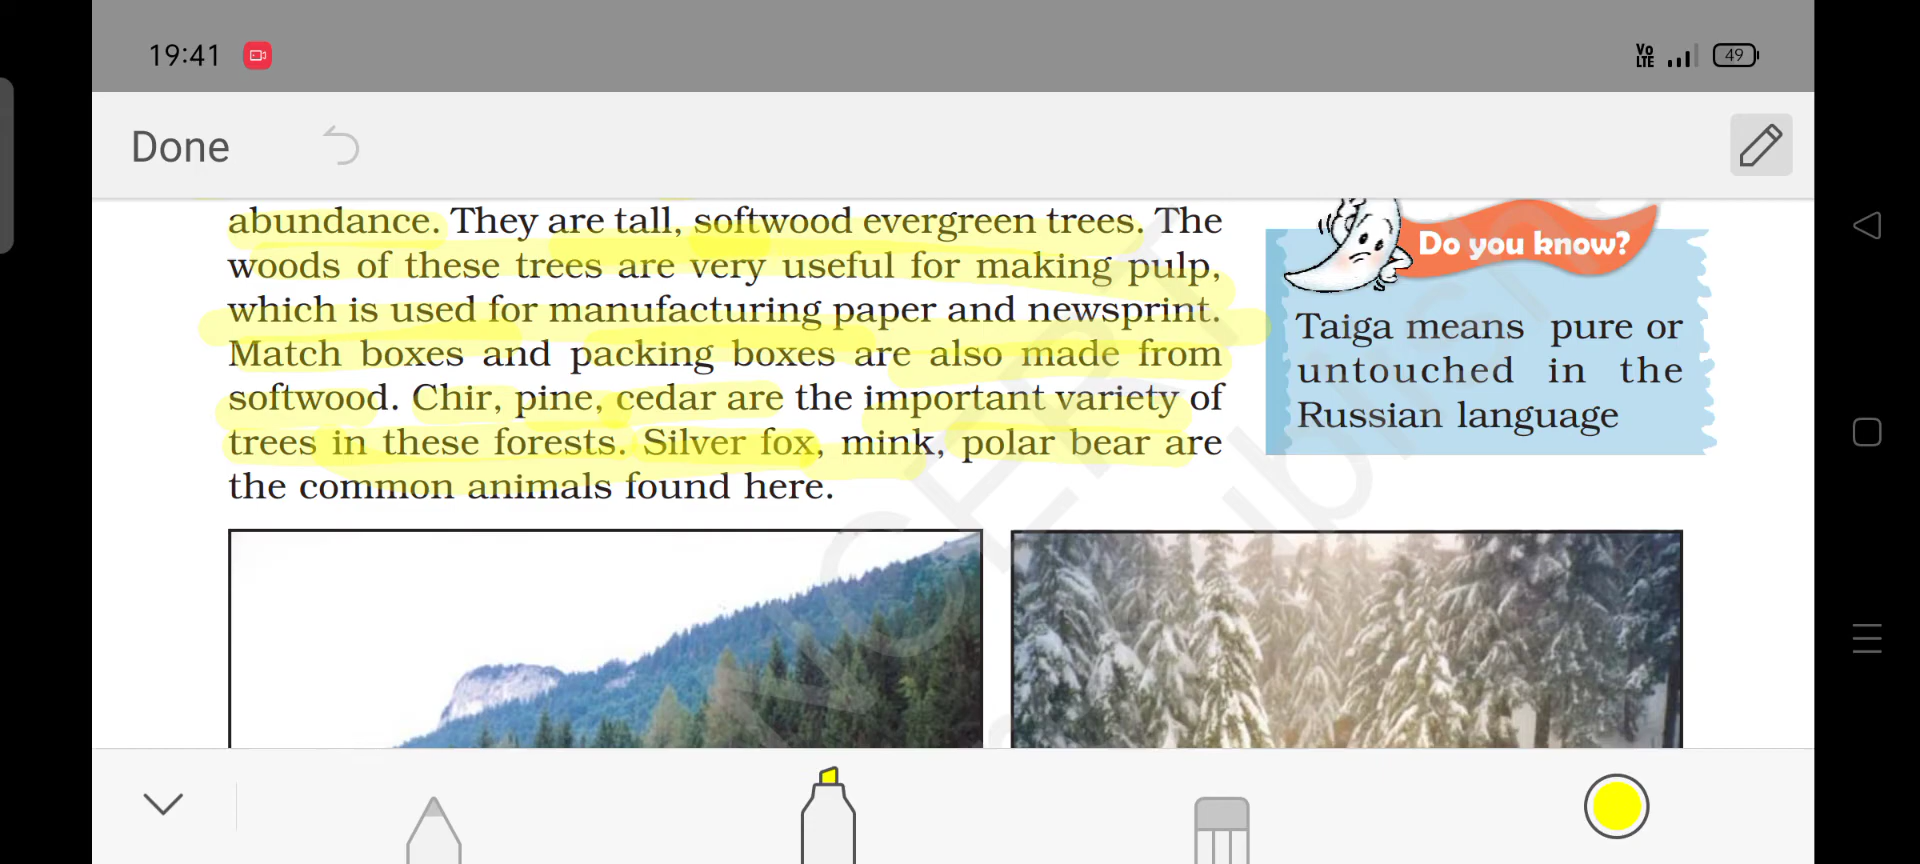 19:41
Vo
LTE
49
Done
abundance. They are tall, softwood evergreen trees. The
woods of these trees are very useful for making pulp,
which is used for manufacturing paper and newsprint.
Match boxes and packing boxes are also made from
softwood. Chir, pine, cedar are the important variety of
trees in these forests. Silver fox, mink, polar bear are
the common animals found here.
Do you know?
Taiga means pure or
untouched in the
Russian language